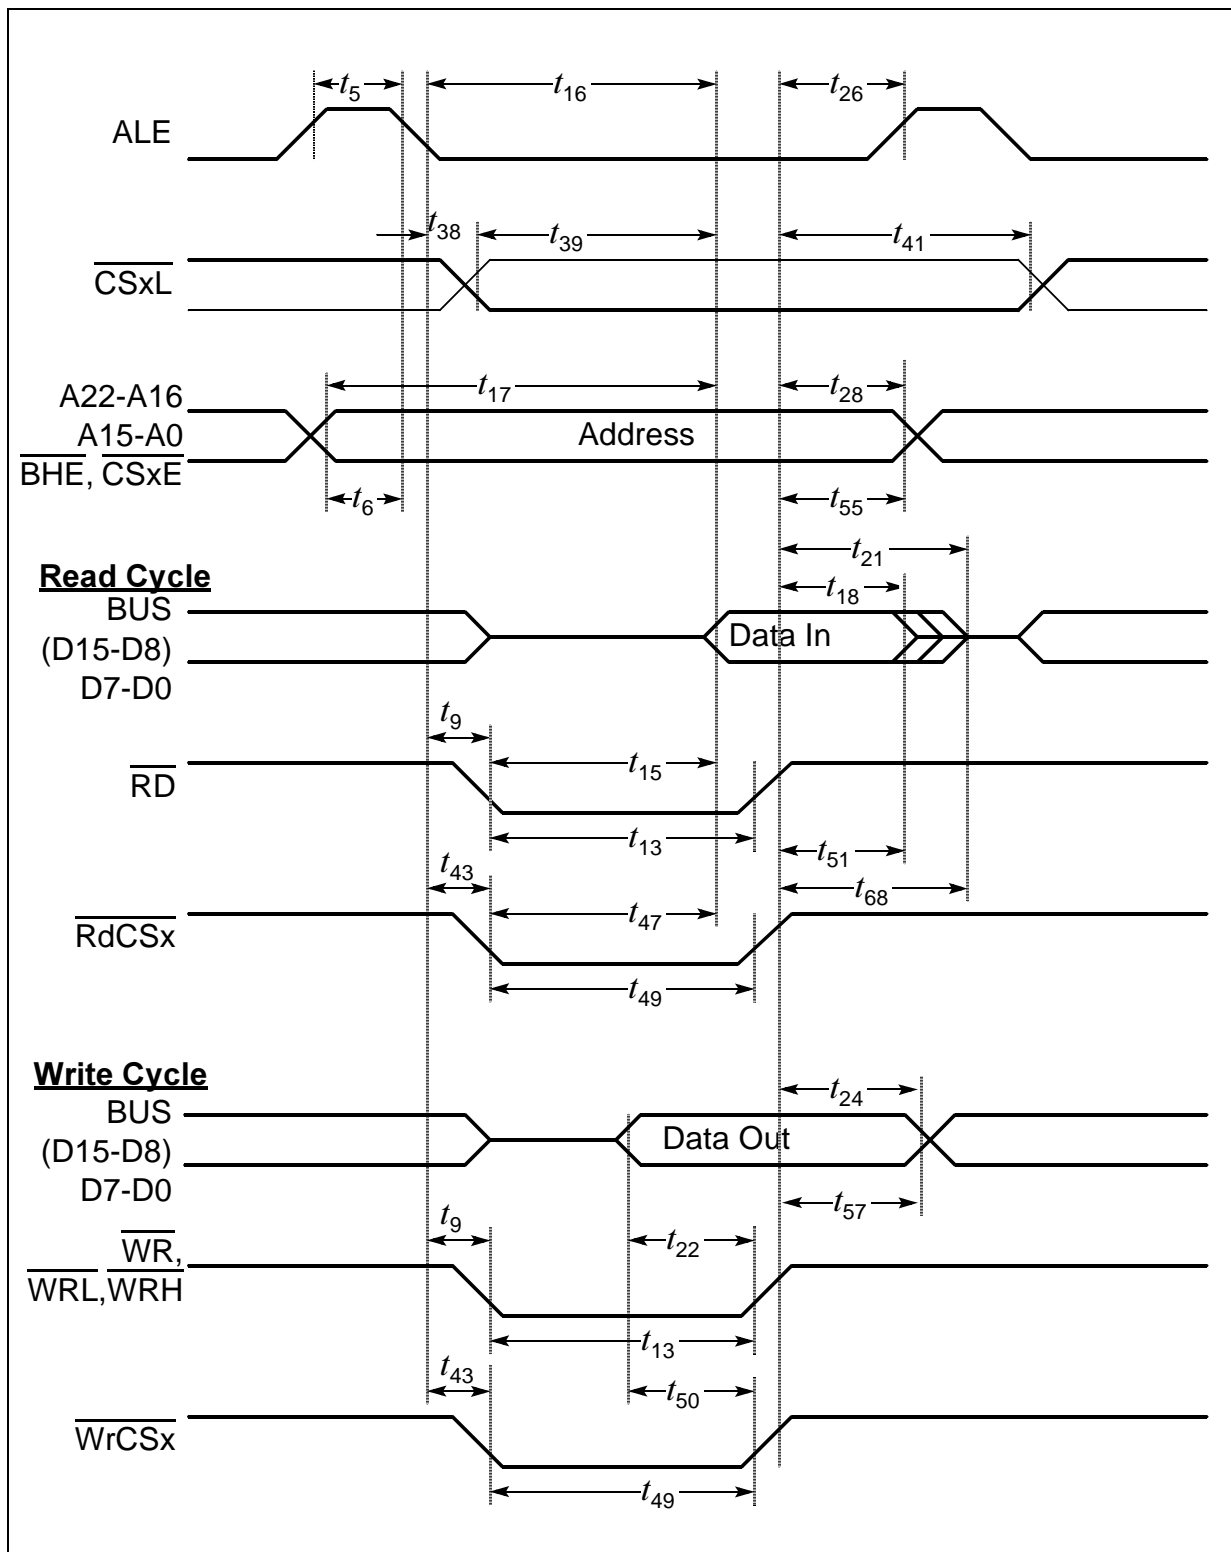 t5
t16
t26
ALE
t38
t39
t41
CSxL
t17
t28
A22-A16
A15-A0
BHE, CSxE
Address
t6
t55
t21
Read Cycle
t18
BUS
(D15-D8)
D7-D0
Data In
t9
t15
RD
t13
t51
t43
t68
t47
RdCSx
t49
Write Cycle
t24
BUS
(D15-D8)
D7-D0
Data Out
t57
t9
t22
WR,
WRL,WRH
t13
t43
t50
WrCSx
t49